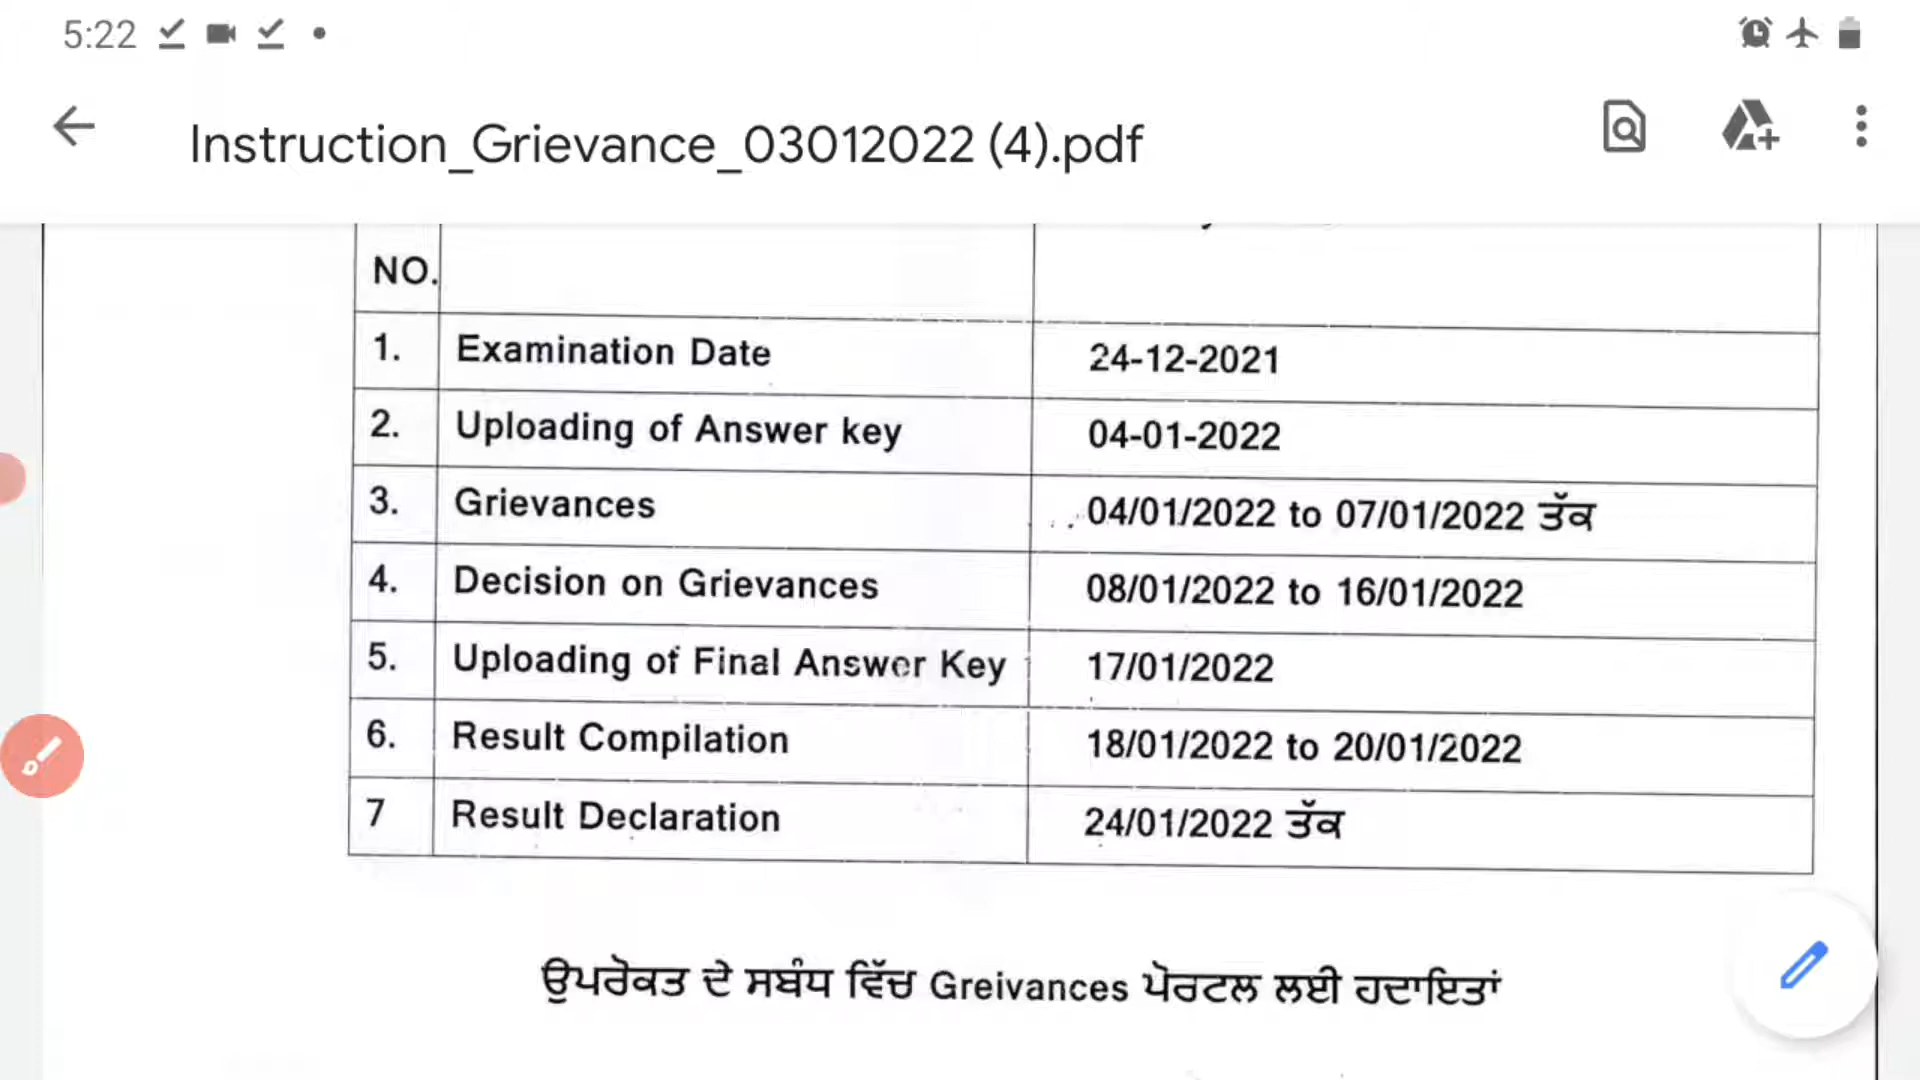 5:22
Instruction_Grievance_03012022 (4).pdf
NO.
1. Examination Date 24-12-2021
2. Uploading of Answer key 04-01-2022
3. Grievances 04/01/2022 to 07/01/2022 ਤੱਕ
4. Decision on Grievances 08/01/2022 to 16/01/2022
5. Uploading of Final Answer Key 17/01/2022
6. Result Compilation 18/01/2022 to 20/01/2022
7 Result Declaration 24/01/2022 ਤੱਕ
ਉਪਰੋਕਤ ਦੇ ਸਬੰਧ ਵਿੱਚ Greivances ਪੋਰਟਲ ਲਈ ਹਦਾਇਤਾਂ